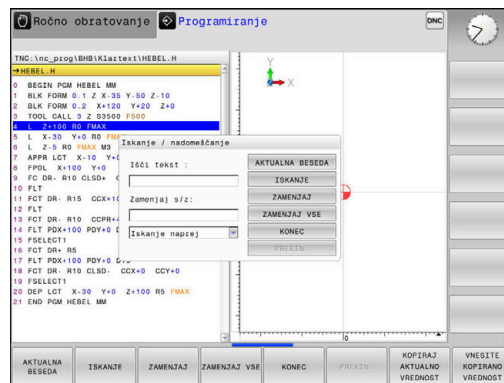 Ročno obratovanje
Programiranje
DNC
TNC:\nc_prog\BHB\Klartext\HEBEL.H
→HEBEL.H
0 BEGIN PGM HEBEL MM
1 BLK FORM 0.1 Z X-35 Y-50 Z-10
2 BLK FORM 0.2 X+120 Y+20 Z+0
3 TOOL CALL 3 Z S3500 F500
4 L Z+100 R0 FMAX
5 L X-30 Y+0 R0 FMAX
6 L Z-5 R0 FMAX M3
7 APPR LCT X-10 Y+
8 FPOL X+100 Y+0
9 FC DR- R10 CLSD+
10 FLT
11 FCT DR- R15 CCX+10
12 FLT
13 FCT DR- R10 CCPR+
14 FLT PDX+100 PDY+0
15 FSELECT1
16 FCT DR+ R5
17 FLT PDX+100 PDY+0
18 FCT DR- R10 CLSD- CCX+0 CCY+0
19 FSELECT1
20 DEP LCT X-30 Y+0 Z+100 R5 FMAX
21 END PGM HEBEL MM
Y
X
0
Iskanje / nadomeščanje
Išči tekst :
Zamenjaj s/z:
Iskanje naprej
AKTUALNA BESEDA
ISKANJE
ZAMENJAJ
ZAMENJAJ VSE
KONEC
PREKIN
AKTUALNA
BESEDA
ISKANJE
ZAMENJAJ
ZAMENJAJ VSE
KONEC
PREKIN
KOPIRAJ
AKTUALNO
VREDNOST
VNESITE
KOPIRANO
VREDNOST